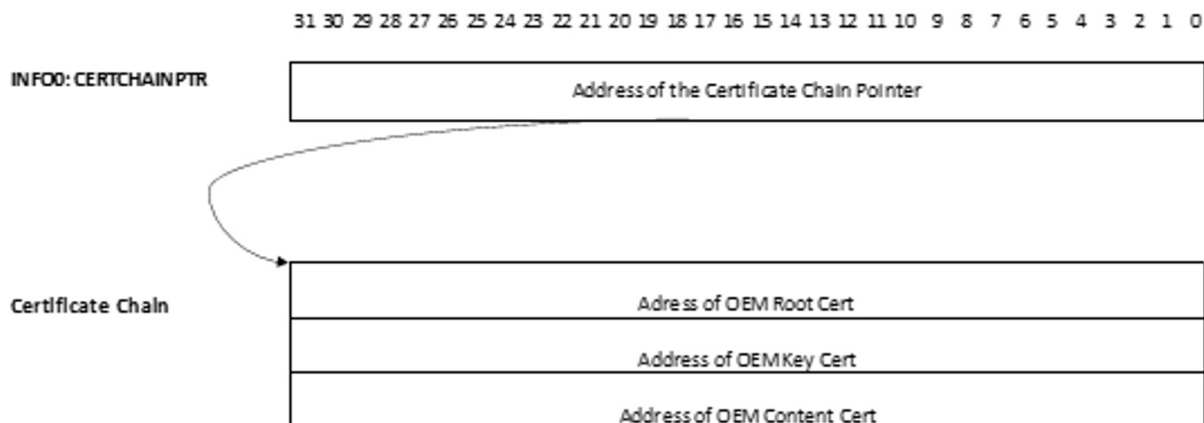 31 30 29 28 27 26 25 24 23 22 21 20 19 18 17 16 15 14 13 12 11 10 9 8 7 6 5 4 3 2 1 0
INFO0: CERTCHAINPTR
Address of the Certificate Chain Pointer
Certificate Chain
Adress of OEM Root Cert
Address of OEM Key Cert
Address of OEM Content Cert